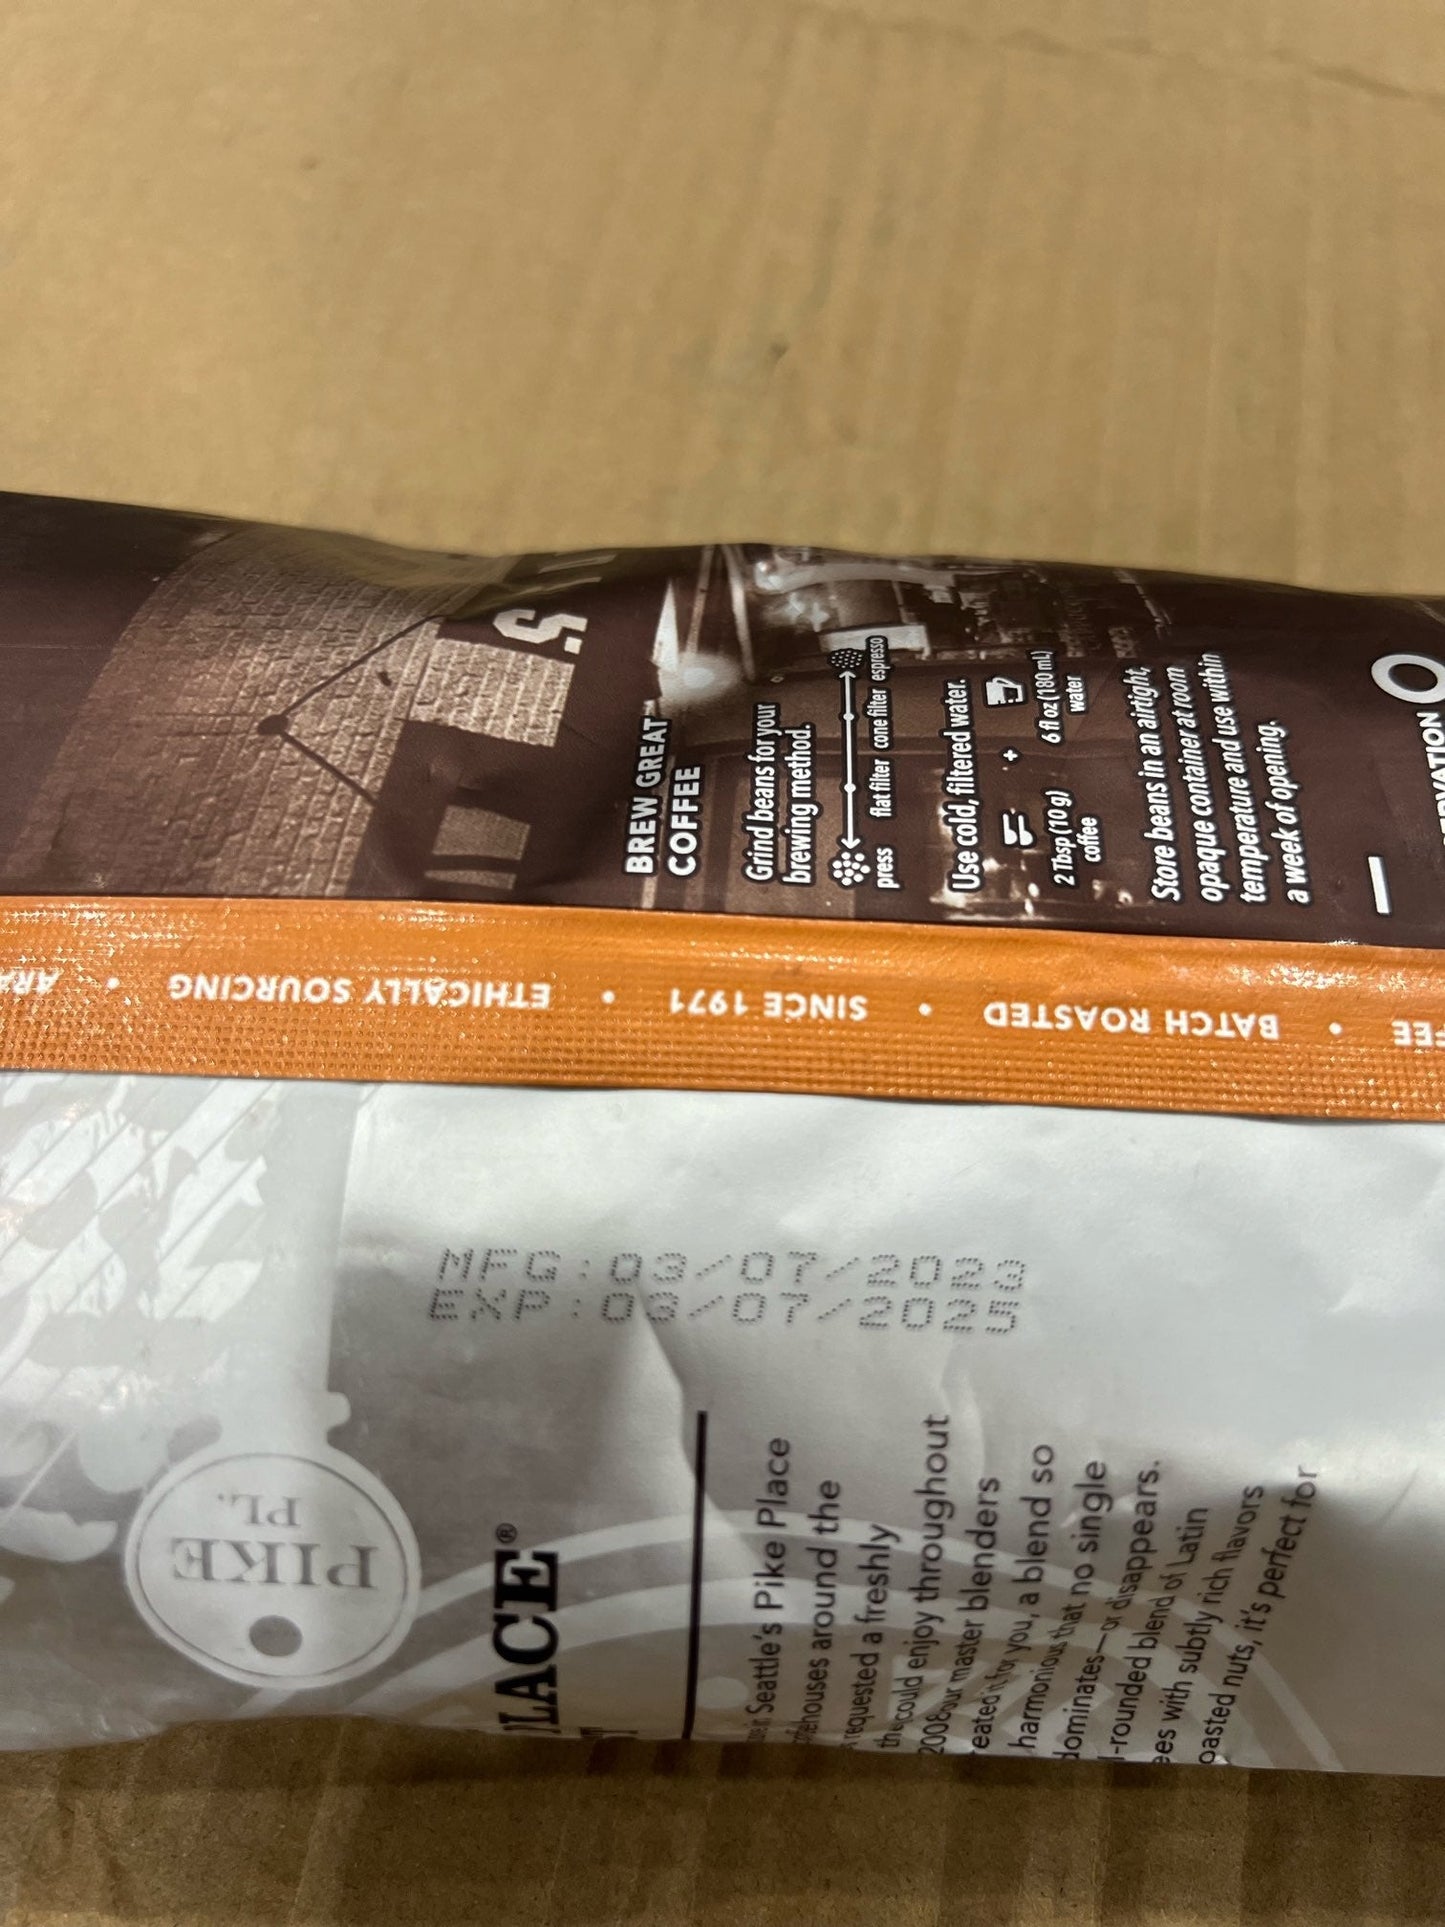 BREW GREAT
COFFEE
Grind beans for your
brewing method.
press flat filter cone filter espresso
Use cold, filtered water.
+
2 Tbsp (10 g) 6 fl oz (180 mL)
coffee water
Store beans in an airtight,
opaque container at room
temperature and use within
a week of opening.
BATCH ROASTED • SINCE 1971 • ETHICALLY SOURCING •
MFG:03/07/2023
EXP:03/07/2025
PIKE
PL.
LACE®
Seattle's Pike Place
around the
requested a freshly
could enjoy throughout
2008 our master blenders
it for you, a blend so
harmonious that no single
dominates—or disappears.
-rounded blend of Latin
with subtly rich flavors
nuts, it's perfect for